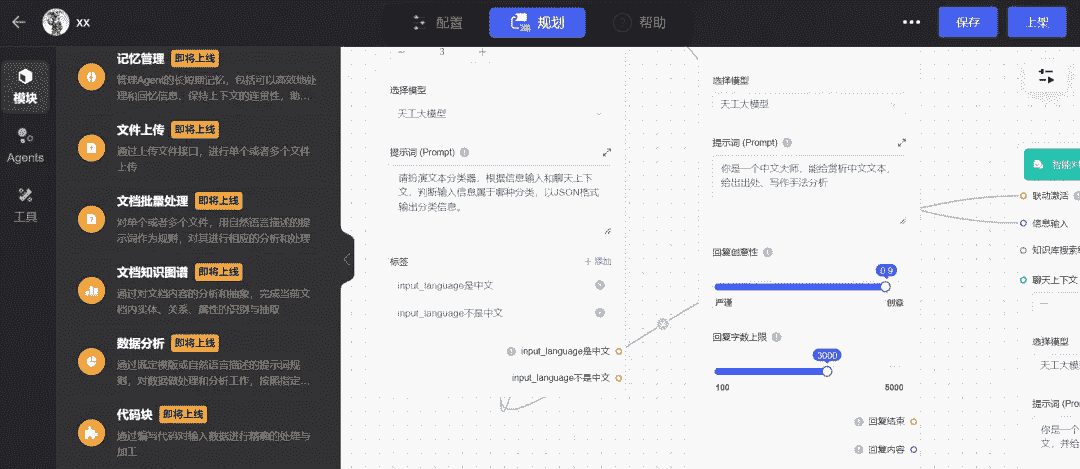 xx
配置
规划
帮助
保存
上架
模块
Agents
工具
记忆管理 即将上线
管理Agent的长短期记忆，包括可以高效地处
理和回忆信息、保持上下文的连贯性，助...
文件上传 即将上线
通过上传文件接口，进行单个或者多个文件
上传
文档批量处理 即将上线
对单个或者多个文件，用自然语言描述的提
示词作为规则，对其进行相应的分析和处理
文档知识图谱 即将上线
通过对文档内容的分析和抽象，完成当前文
档内实体、关系、属性的识别与抽取
数据分析 即将上线
通过既定模版或自然语言描述的提示词规
则，对数据做处理和分析工作，按照指定...
代码块 即将上线
通过编写代码对输入数据进行精确的处理与
加工
− 3 +
选择模型
天工大模型
提示词 (Prompt)
请扮演文本分类器，根据信息输入和聊天上下
文，判断输入信息属于哪种分类，以JSON格式
输出分类信息。
标签
+ 添加
input_language是中文
input_language不是中文
input_language是中文
input_language不是中文
选择模型
天工大模型
提示词 (Prompt)
你是一个中文大师，能给赏析中文文本，
给出出处、写作手法分析
回复创意性
0.9
严谨
创意
回复字数上限
3000
100
5000
回复结束
回复内容
智能
联动激活
信息输入
知识库搜索
聊天上下文
选择模型
天工大模
提示词 (Pro
你是一个
文，并给